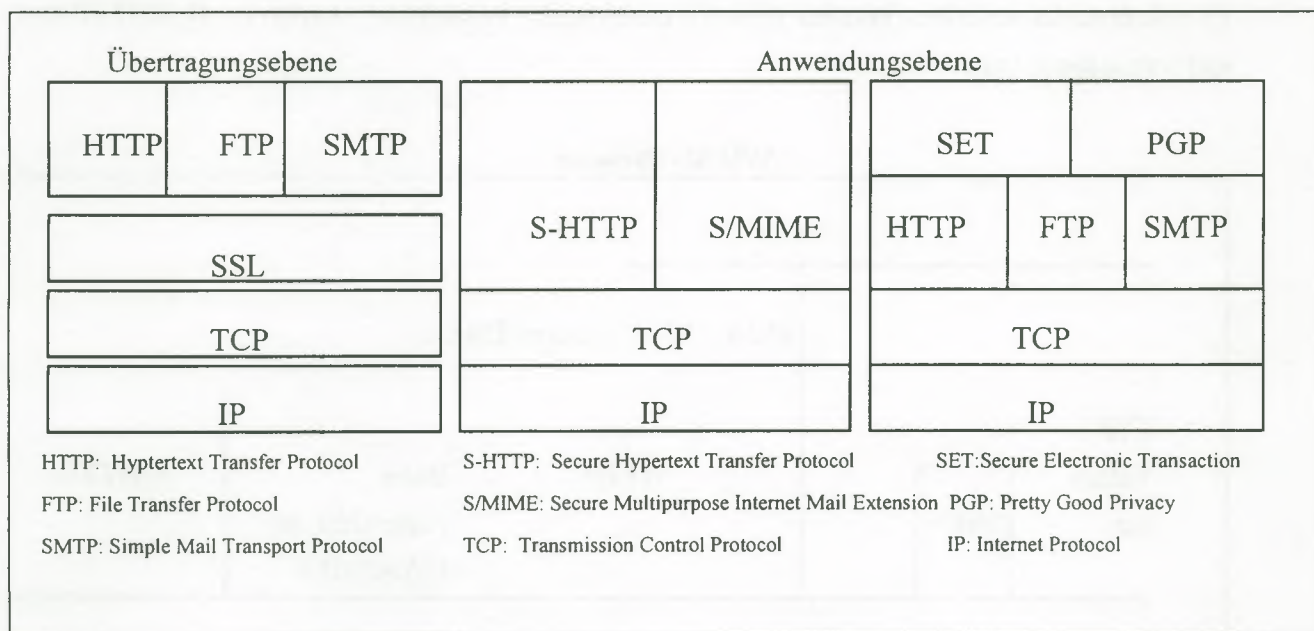 Übertragungsebene Anwendungsebene
HTTP FTP SMTP
SSL
TCP
IP
S-HTTP S/MIME
TCP
IP
SET PGP
HTTP FTP SMTP
TCP
IP
HTTP: Hyptertext Transfer Protocol S-HTTP: Secure Hypertext Transfer Protocol SET:Secure Electronic Transaction
FTP: File Transfer Protocol S/MIME: Secure Multipurpose Internet Mail Extension PGP: Pretty Good Privacy
SMTP: Simple Mail Transport Protocol TCP: Transmission Control Protocol IP: Internet Protocol